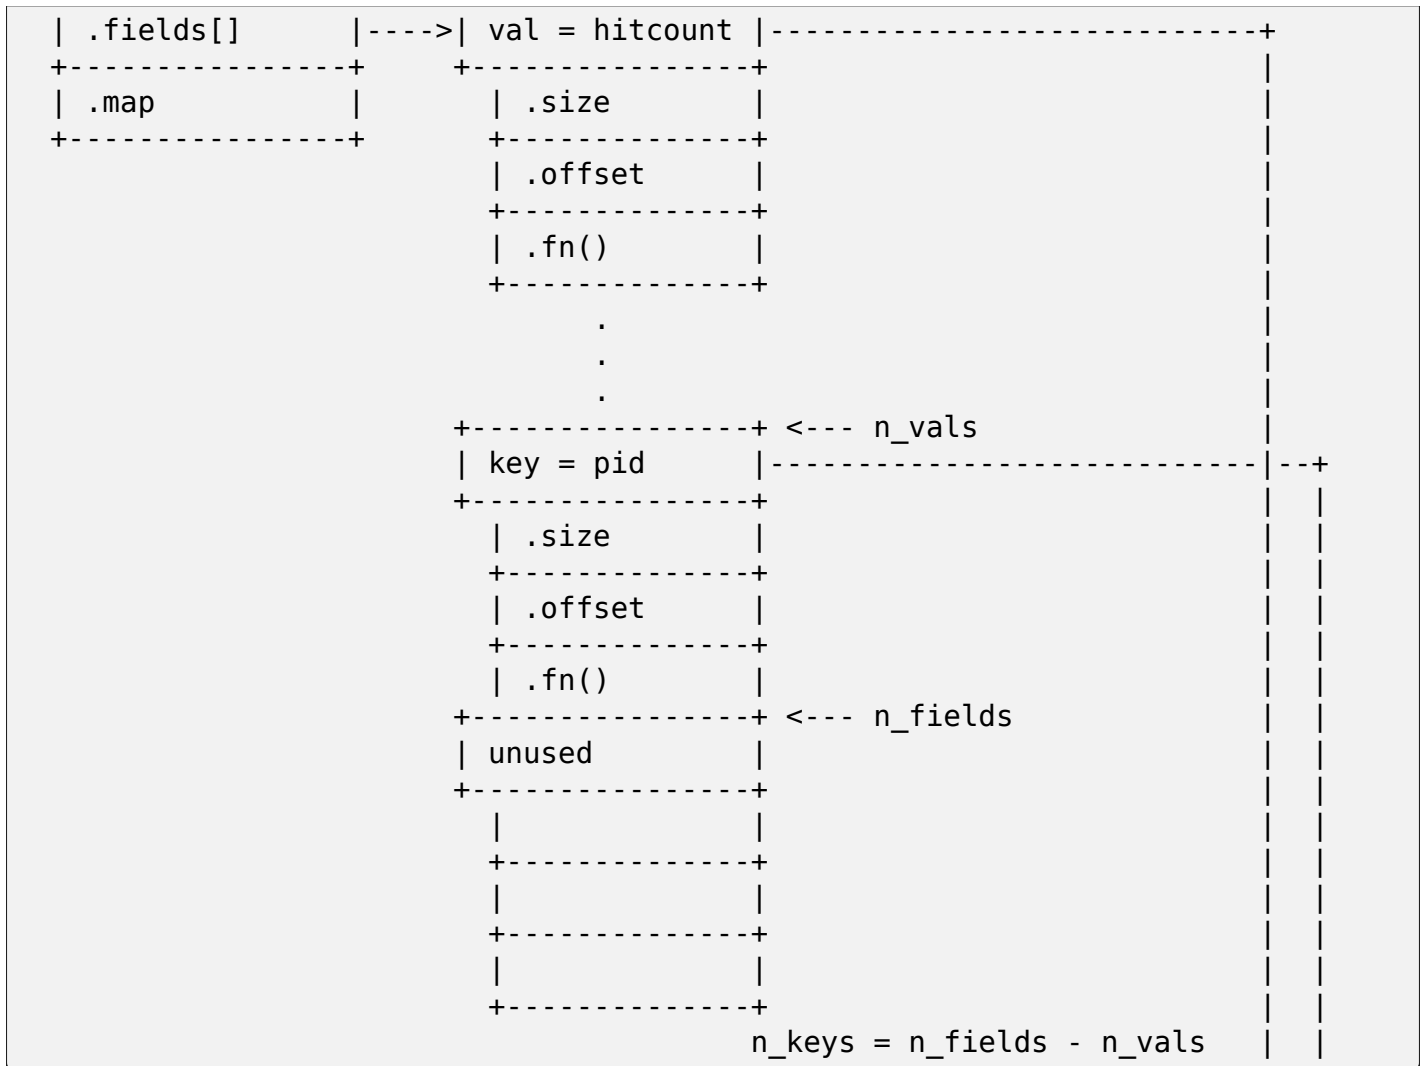 | .fields[]      |---->| val = hitcount |----------------------------+
+----------------+     +----------------+                            |
| .map           |       | .size        |                            |
+----------------+       +--------------+                            |
                         | .offset      |                            |
                         +--------------+                            |
                         | .fn()        |                            |
                         +--------------+                            |
                               .                                     |
                               .                                     |
                               .                                     |
                       +----------------+ <--- n_vals                |
                       | key = pid      |----------------------------|--+
                       +----------------+                            |  |
                         | .size        |                            |  |
                         +--------------+                            |  |
                         | .offset      |                            |  |
                         +--------------+                            |  |
                         | .fn()        |                            |  |
                       +----------------+ <--- n_fields              |  |
                       | unused         |                            |  |
                       +----------------+                            |  |
                         |              |                            |  |
                         +--------------+                            |  |
                         |              |                            |  |
                         +--------------+                            |  |
                         |              |                            |  |
                         +--------------+                            |  |
                                        n_keys = n_fields - n_vals   |  |